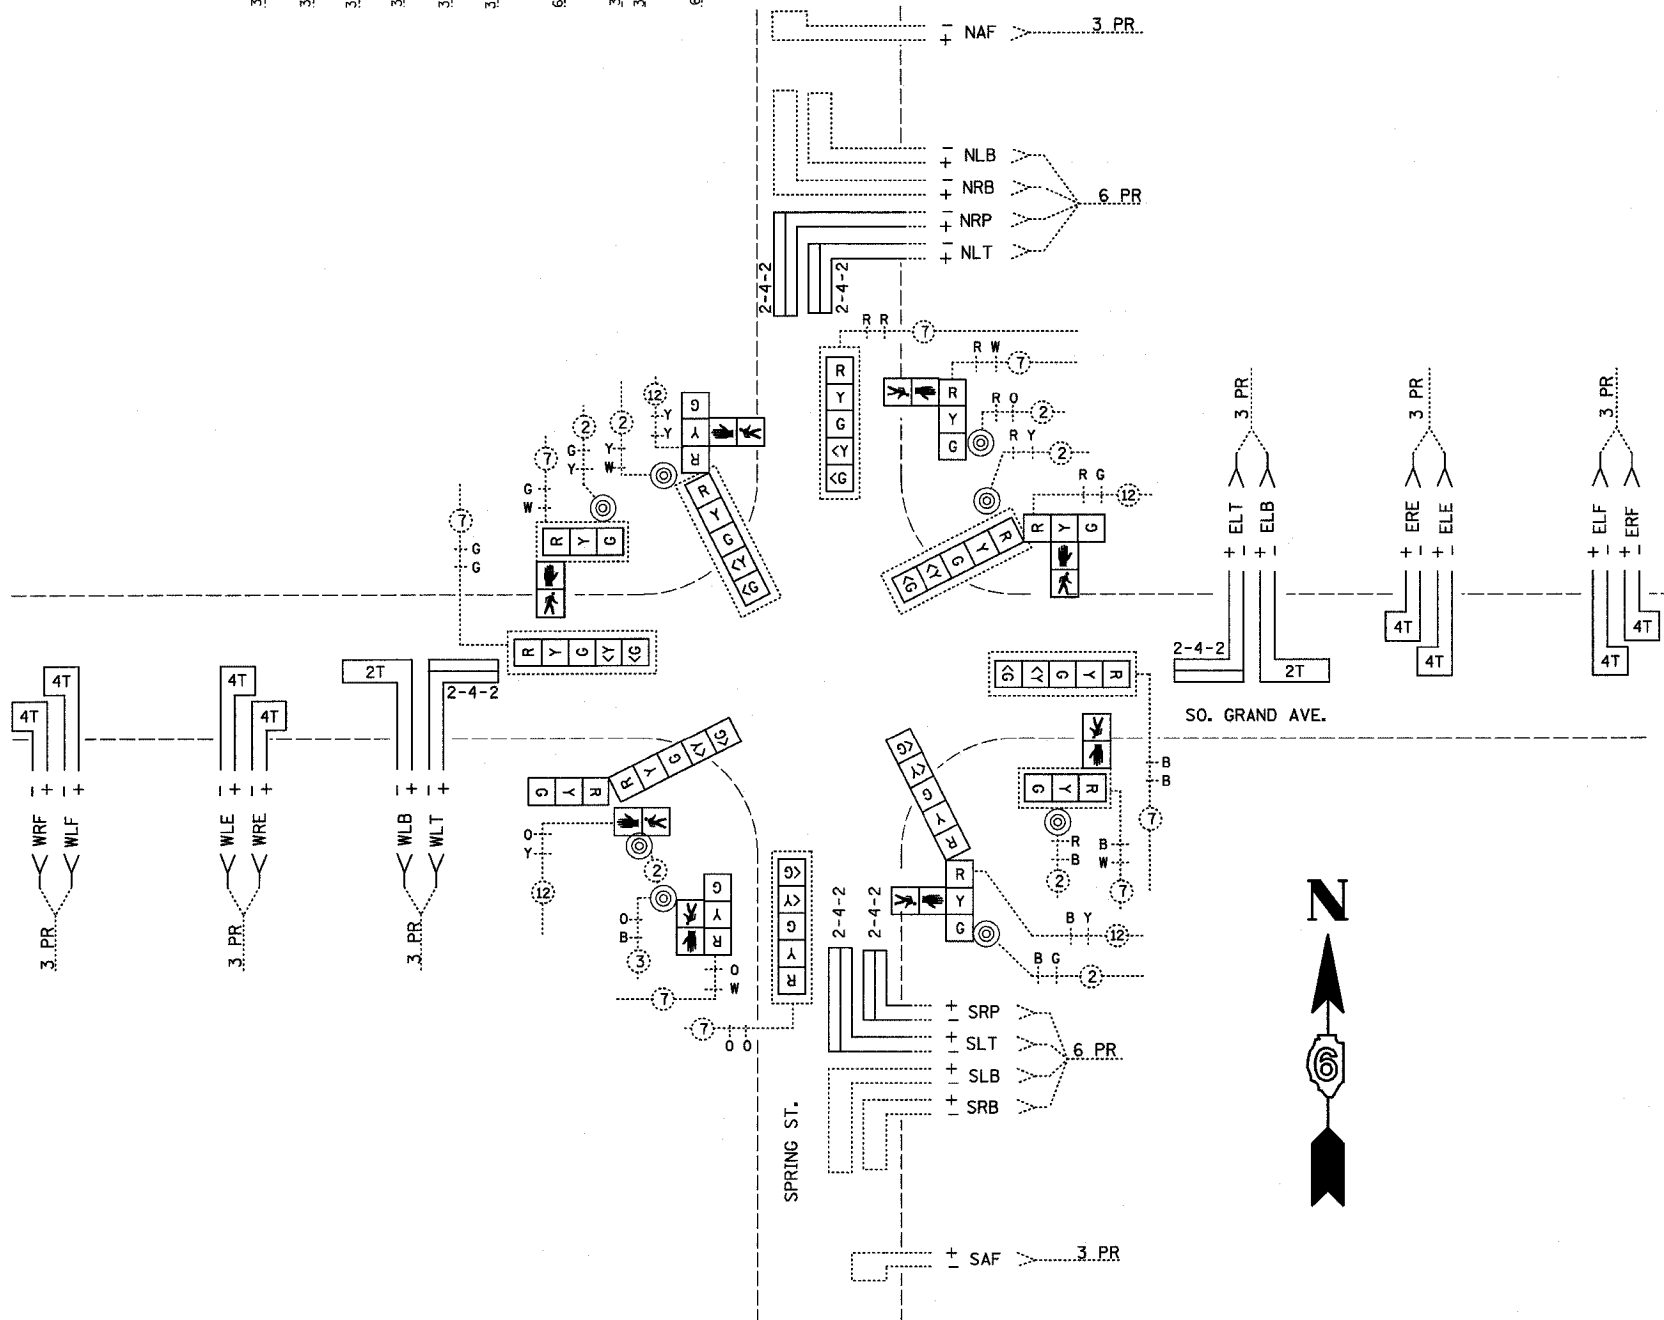 - NAF 3 PR
+
- NLB
+
- NRB
+
6 PR
- NRP
+
- NLT
+
2-4-2
2-4-2
R R 7
R W 7
R O 2
R Y 2
R G 12
R Y G <Y <G
R Y G
R Y G
R Y G <Y <G
12 Y Y
2 Y W
2 G Y
7 G W
7 G G
G Y R
R Y G <Y <G
R Y G
R Y G <Y <G
3 PR
3 PR
3 PR
ELT
ELB
ERE
ELE
ELF
ERF
+ - + -
+ - + -
+ - + -
2-4-2
2T
4T
4T
4T
4T
SO. GRAND AVE.
4T
4T
4T
4T
2T
2-4-2
- + - +
- + - +
- + - +
WRF
WLF
WLE
WRE
WLB
WLT
3 PR
3 PR
3 PR
R Y G <Y <G
R Y G
B B 7
B W 7
R B 2
R Y G <Y <G
R Y G
B Y 12
B G 2
R Y G <Y <G
R Y G
O Y 12
2
O B 3
R Y G
O W 7
R Y G <Y <G
7 O O
2-4-2
2-4-2
+ SRP
-
+ SLT
-
6 PR
+ SLB
-
+ SRB
-
SPRING ST.
+ SAF 3 PR
-
N
6